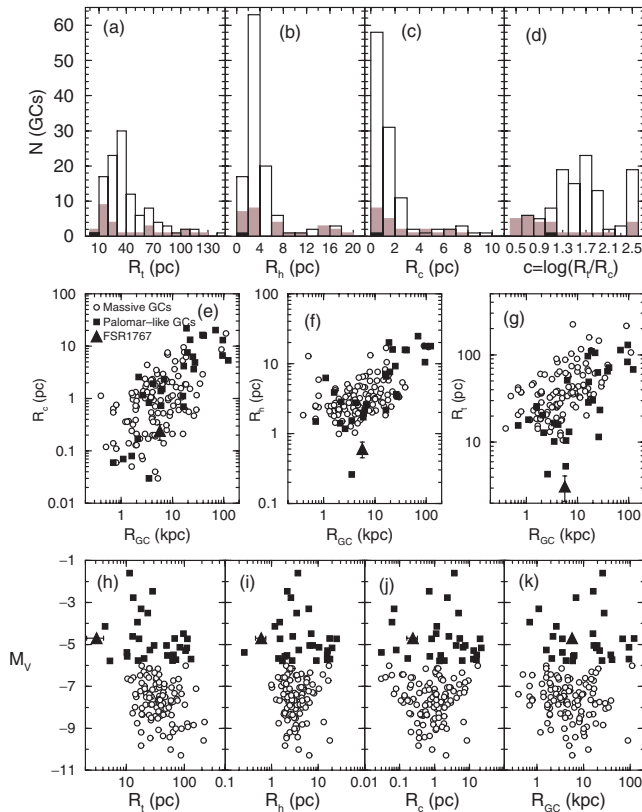 (a) (b) (c) (d)
60
50
40
30
20
10
0
N (GCs)
10 40 70 100 130
0 4 8 12 16 20
0 2 4 6 8 10
0.5 0.9 1.3 1.7 2.1 2.5
R_t (pc) R_h (pc) R_c (pc) c=log(R_t/R_c)
100
10
1
0.1
0.01
R_c (pc)
(e)
Massive GCs
Palomar-like GCs
FSR1767
1 10 100
R_GC (kpc)
100
10
1
0.1
R_h (pc)
(f)
1 10 100
R_GC (kpc)
100
10
R_t (pc)
(g)
1 10 100
R_GC (kpc)
−1
−3
−5
−7
−9
−11
M_V
(h) (i) (j) (k)
10 100
0.1 1 10
0.01 0.1 1 10
1 10 100
R_t (pc) R_h (pc) R_c (pc) R_GC (kpc)